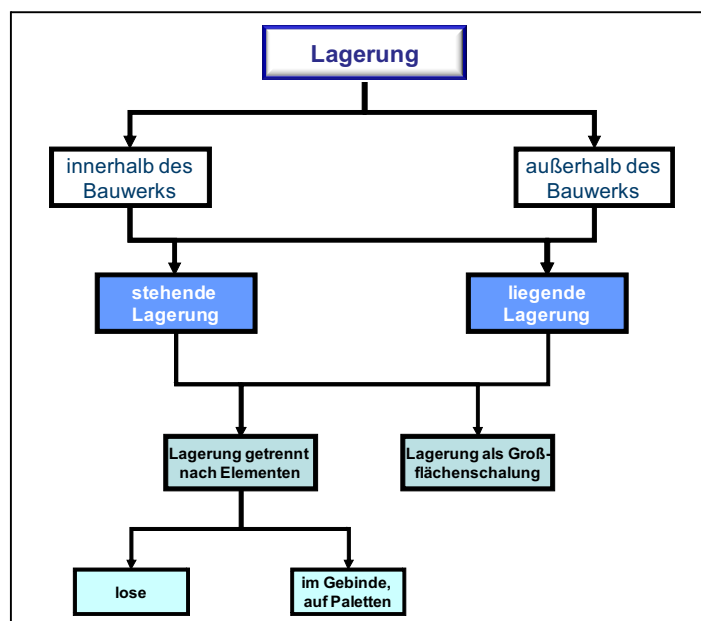 Lagerung
innerhalb des
Bauwerks
außerhalb des
Bauwerks
stehende
Lagerung
liegende
Lagerung
Lagerung getrennt
nach Elementen
Lagerung als Groß-
flächenschalung
lose
im Gebinde,
auf Paletten